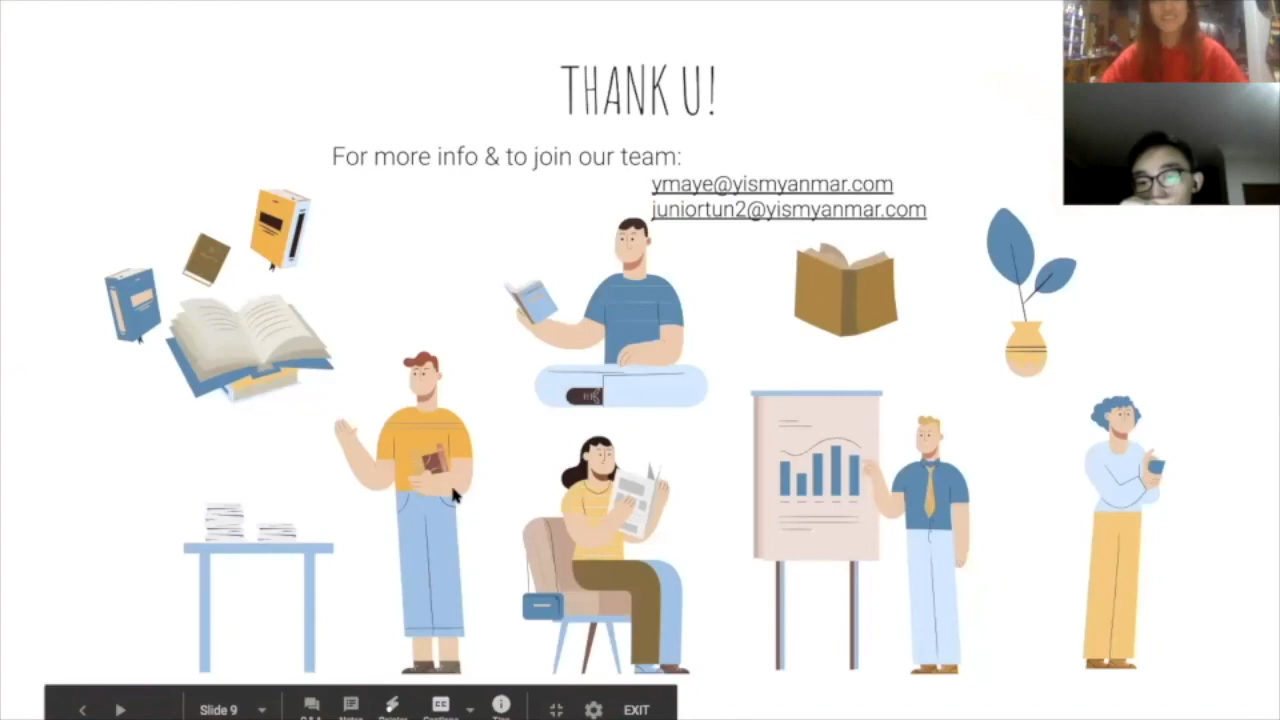 THANK U!
For more info & to join our team:
ymaye@yismyanmar.com
juniortun2@yismyanmar.com
Slide 9
EXIT